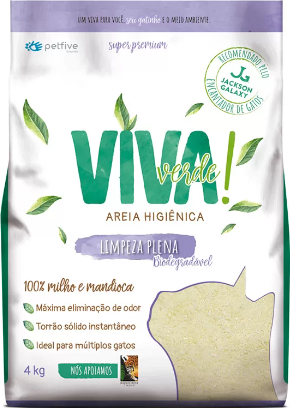 UM VIVA PARA VOCÊ, seu gatinho E O MEIO AMBIENTE.
petfive
super premium
RECOMENDADO PELO
JACKSON
GALAXY
ENCANTADOR DE GATOS
VIVA!
verde
AREIA HIGIÊNICA
LIMPEZA PLENA
Biodegradável
100% milho e mandioca
Máxima eliminação de odor
Torrão sólido instantâneo
Ideal para múltiplos gatos
4 kg
NÓS APOIAMOS